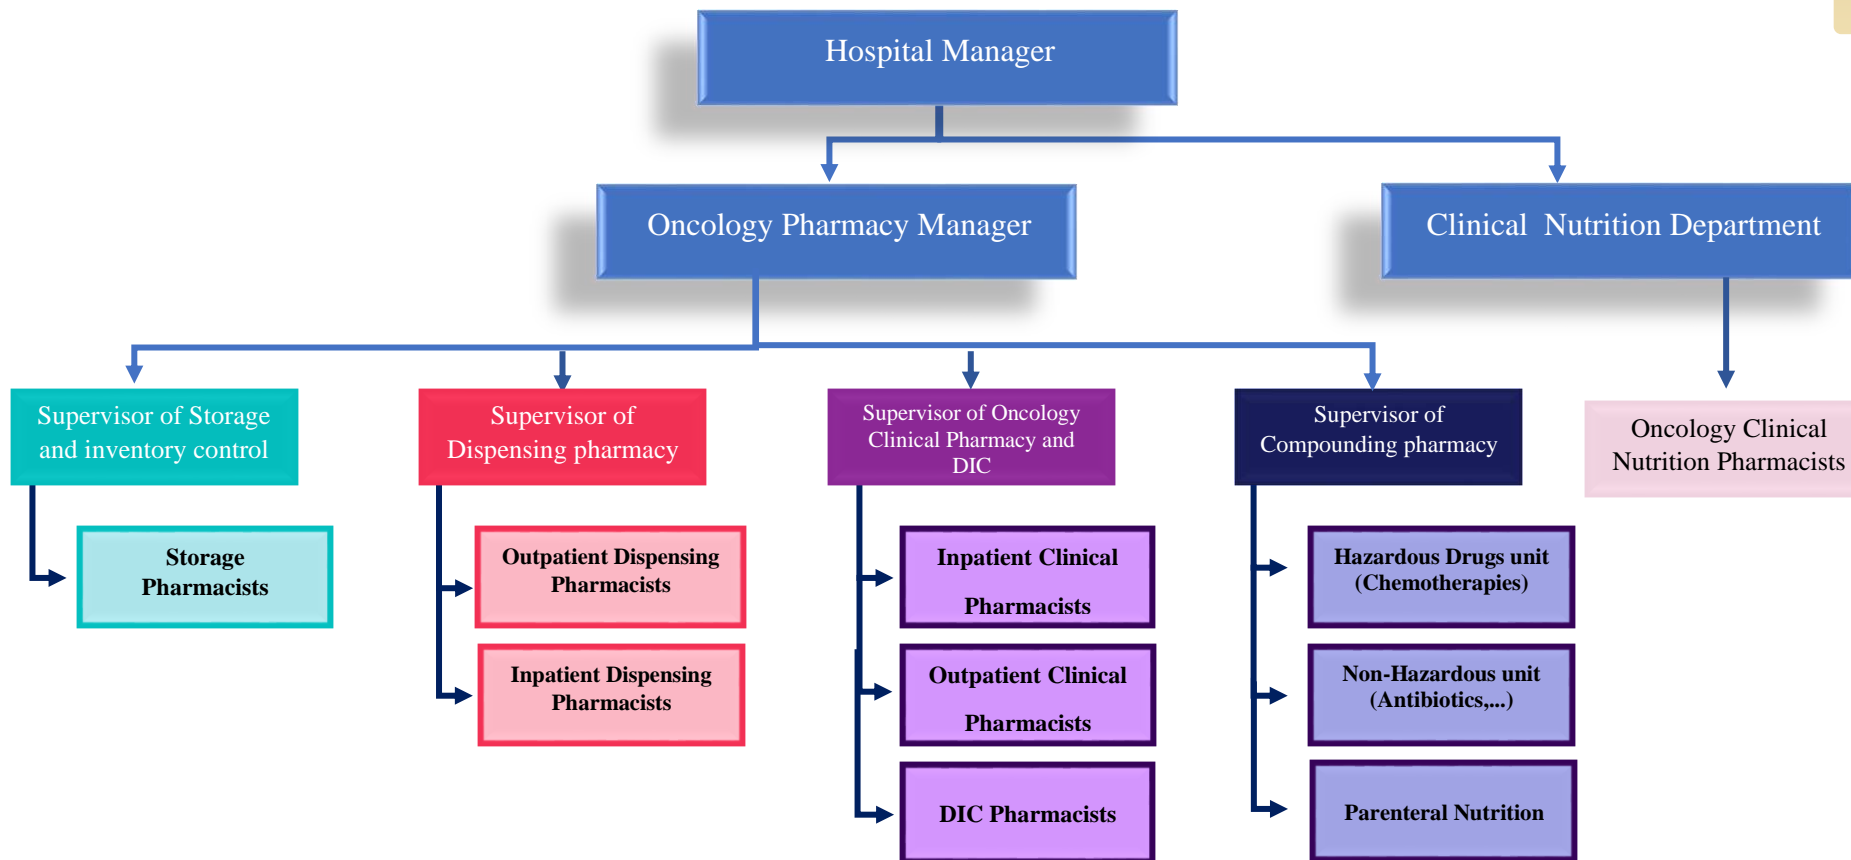 Hospital Manager
Oncology Pharmacy Manager
Clinical  Nutrition Department
Supervisor of Storage
and inventory control
Supervisor of
Dispensing pharmacy
Supervisor of Oncology
Clinical Pharmacy and
DIC
Supervisor of
Compounding pharmacy
Oncology Clinical
Nutrition Pharmacists
Storage
Pharmacists
Outpatient Dispensing
Pharmacists
Inpatient Dispensing
Pharmacists
Inpatient Clinical
Pharmacists
Outpatient Clinical
Pharmacists
DIC Pharmacists
Hazardous Drugs unit
(Chemotherapies)
Non-Hazardous unit
(Antibiotics,...)
Parenteral Nutrition